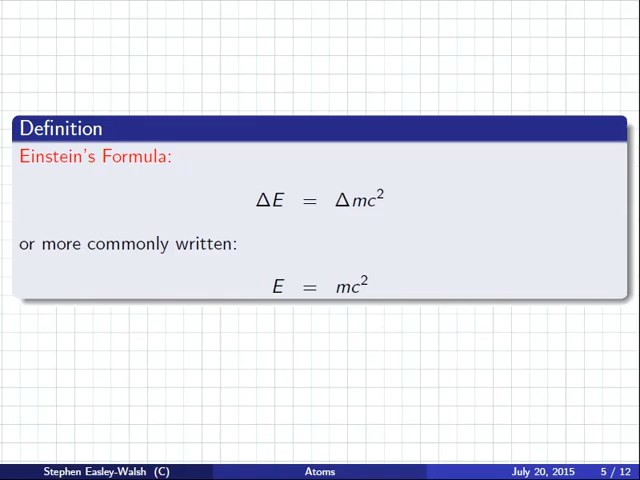 Definition
Einstein's Formula:
ΔE = Δmc²
or more commonly written:
E = mc²
Stephen Easley-Walsh (C) Atoms July 20, 2015 5 / 12